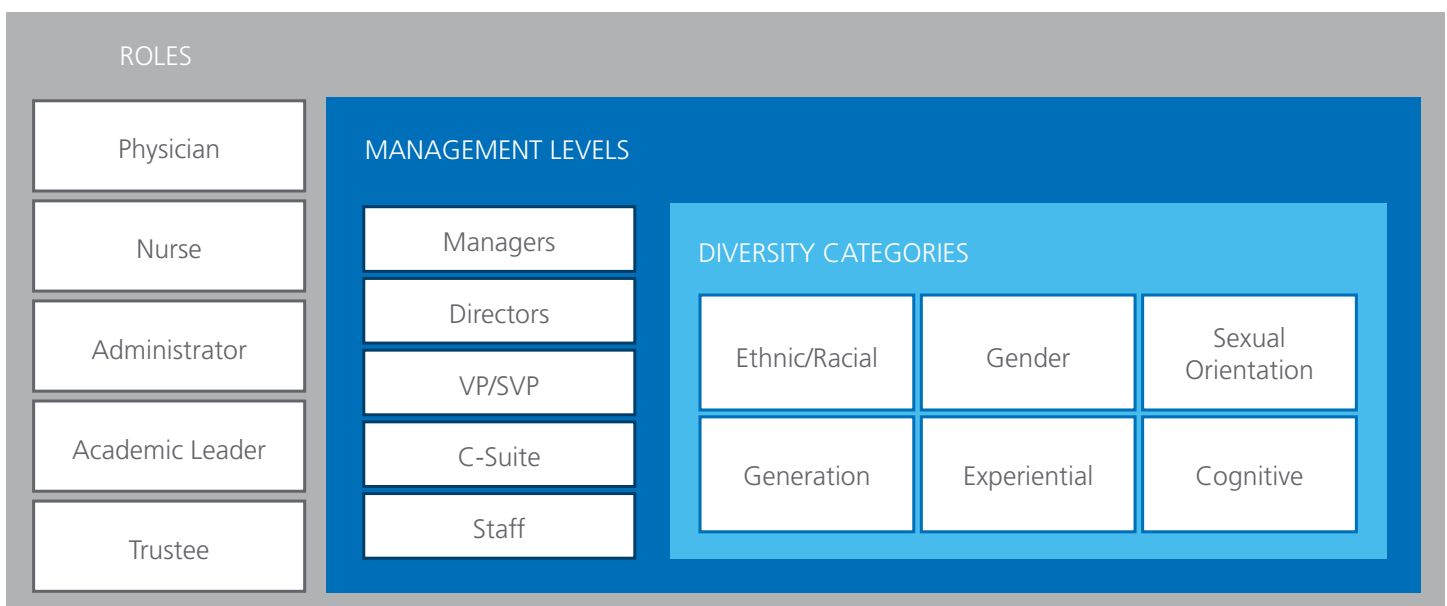 ROLES
Physician
Nurse
Administrator
Academic Leader
Trustee
MANAGEMENT LEVELS
Managers
Directors
VP/SVP
C-Suite
Staff
DIVERSITY CATEGORIES
Ethnic/Racial
Gender
Sexual
Orientation
Generation
Experiential
Cognitive